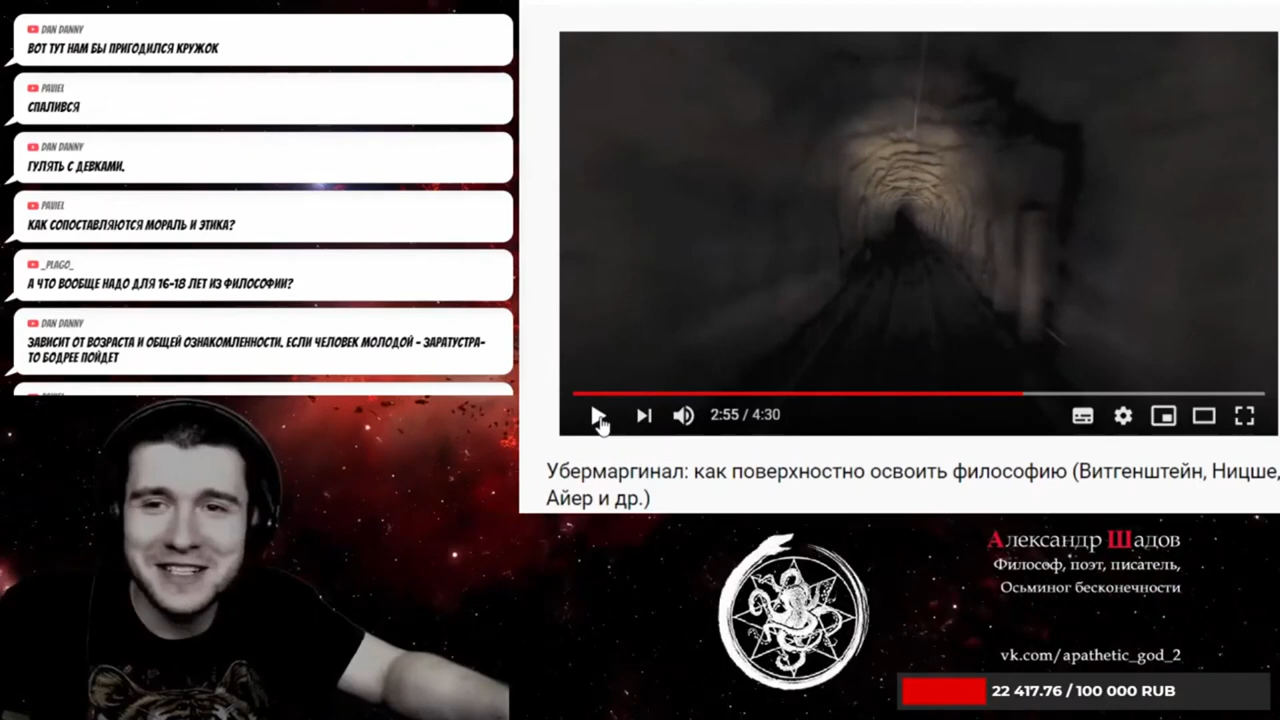 DAN DANNY
ВОТ ТУТ НАМ БЫ ПРИГОДИЛСЯ КРУЖОК
PAVIEL
СПАЛИВСЯ
DAN DANNY
ГУЛЯТЬ С ДЕВКАМИ.
PAVIEL
КАК СОПОСТАВЛЯЮТСЯ МОРАЛЬ И ЭТИКА?
_PLAGO_
А ЧТО ВООБЩЕ НАДО ДЛЯ 16-18 ЛЕТ ИЗ ФИЛОСОФИИ?
DAN DANNY
ЗАВИСИТ ОТ ВОЗРАСТА И ОБЩЕЙ ОЗНАКОМЛЕННОСТИ. ЕСЛИ ЧЕЛОВЕК МОЛОДОЙ - ЗАРАТУСТРА-
ТО БОДРЕЕ ПОЙДЕТ
2:55 / 4:30
Убермаргинал: как поверхностно освоить философию (Витгенштейн, Ницше,
Айер и др.)
Александр Шадов
Философ, поэт, писатель,
Осьминог бесконечности
vk.com/apathetic_god_2
22 417.76 / 100 000 RUB